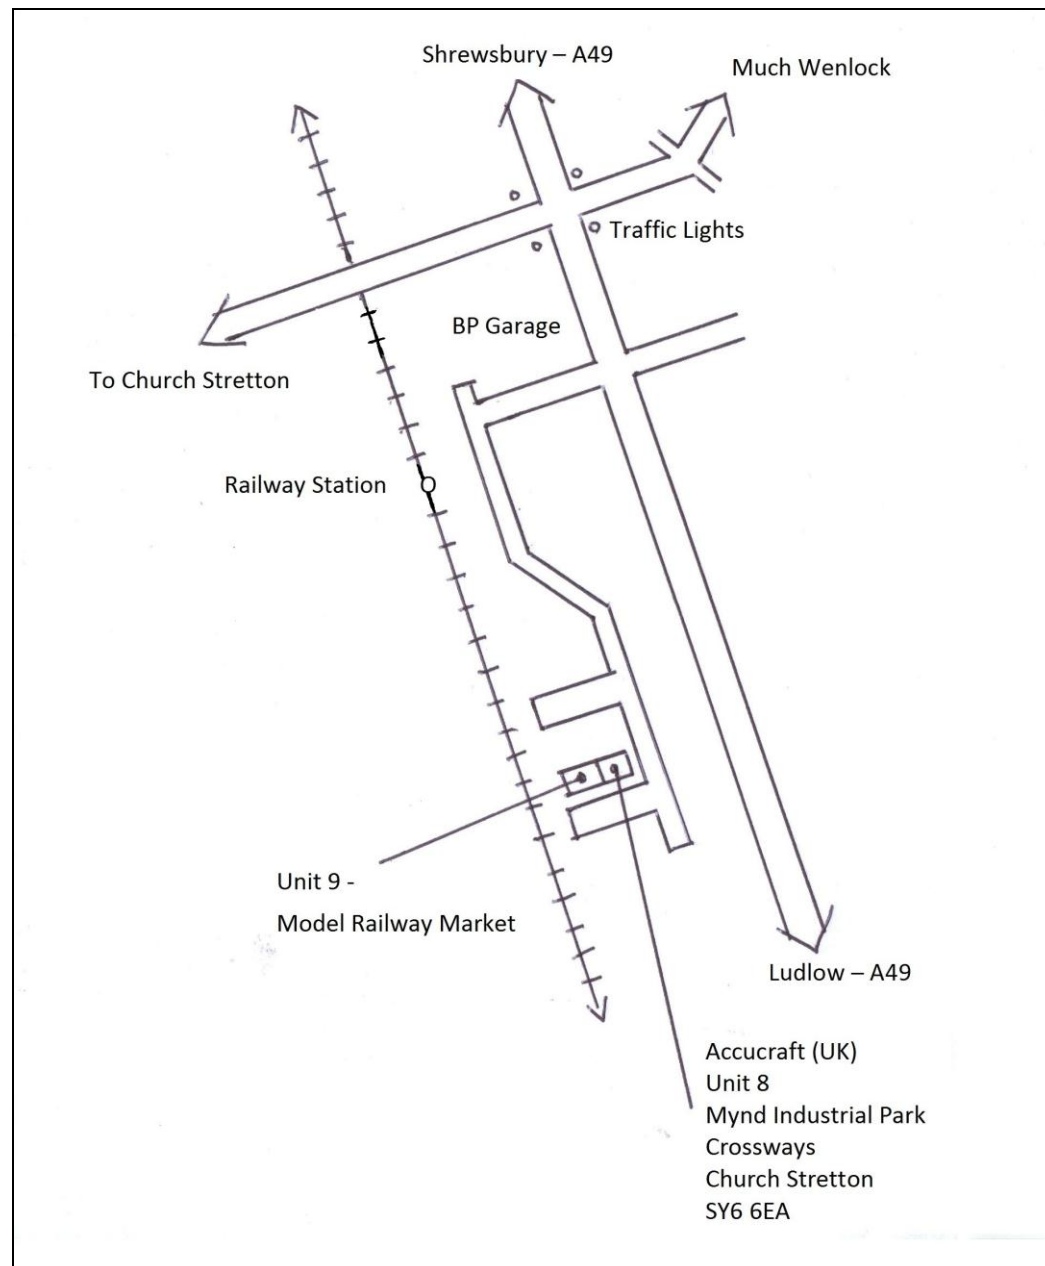 Shrewsbury – A49
Much Wenlock
Traffic Lights
BP Garage
To Church Stretton
Railway Station
Unit 9 -
Model Railway Market
Ludlow – A49
Accucraft (UK)
Unit 8
Mynd Industrial Park
Crossways
Church Stretton
SY6 6EA